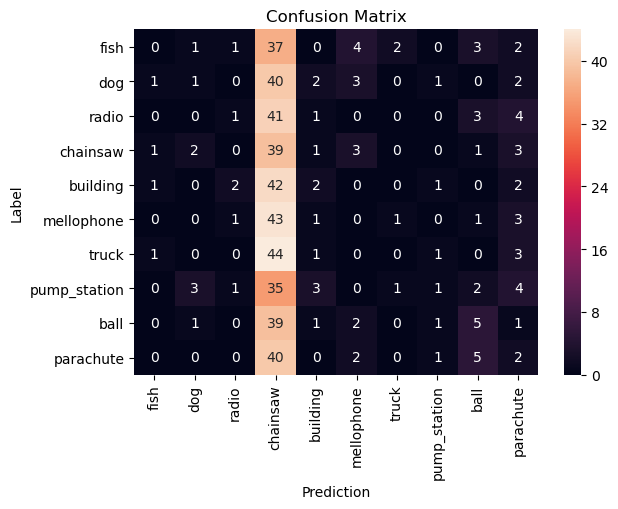 Confusion Matrix
Label
fish 0 1 1 37 0 4 2 0 3 2
dog 1 1 0 40 2 3 0 1 0 2
radio 0 0 1 41 1 0 0 0 3 4
chainsaw 1 2 0 39 1 3 0 0 1 3
building 1 0 2 42 2 0 0 1 0 2
mellophone 0 0 1 43 1 0 1 0 1 3
truck 1 0 0 44 1 0 0 1 0 3
pump_station 0 3 1 35 3 0 1 1 2 4
ball 0 1 0 39 1 2 0 1 5 1
parachute 0 0 0 40 0 2 0 1 5 2
fish dog radio chainsaw building mellophone truck pump_station ball parachute
Prediction
40
32
24
16
8
0